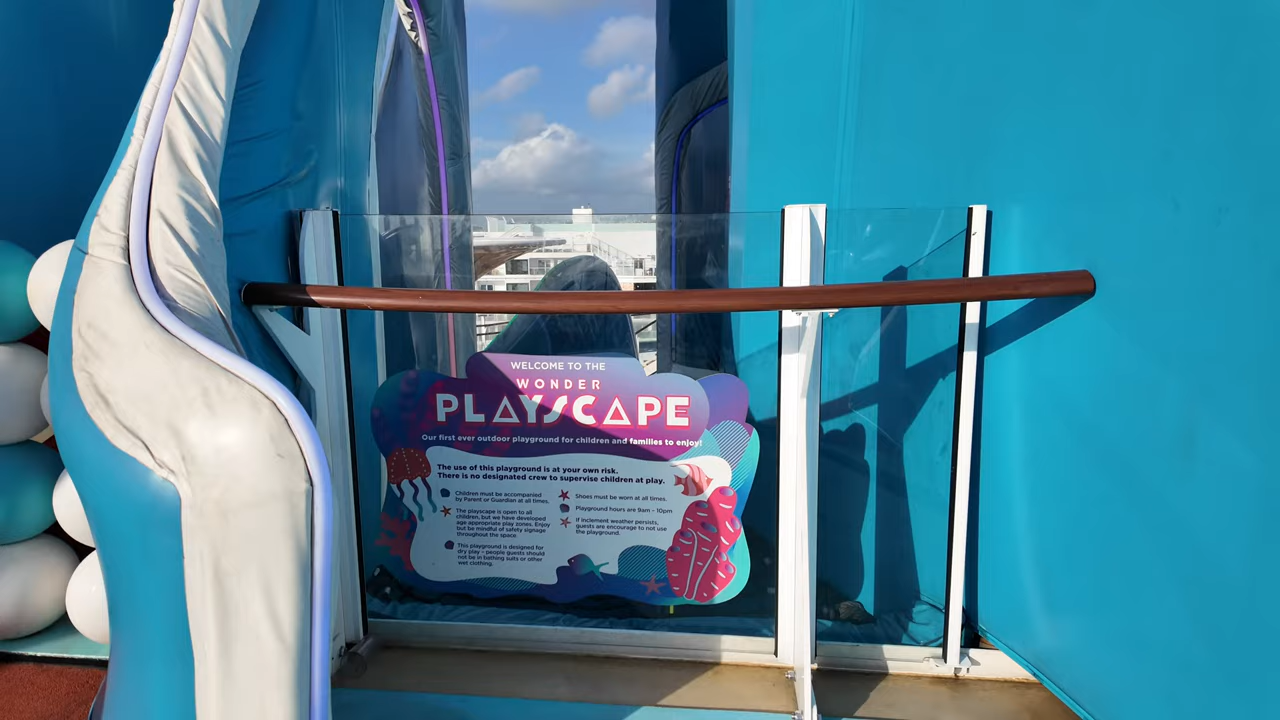 WELCOME TO THE
WONDER
PLAYSCAPE
Our first ever outdoor playground for children and families to enjoy!
The use of this playground is at your own risk.
There is no designated crew to supervise children at play.
Children must be accompanied
by Parent or Guardian at all times.
The playscape is open to all
children, but we have developed
age appropriate play zones. Enjoy
but be mindful of safety signage
throughout the space.
This playground is designed for
dry play - people guests should
not be in bathing suits or other
wet clothing.
Shoes must be worn at all times.
Playground hours are 9am - 10pm
If inclement weather persists,
guests are encourage to not use
the playground.